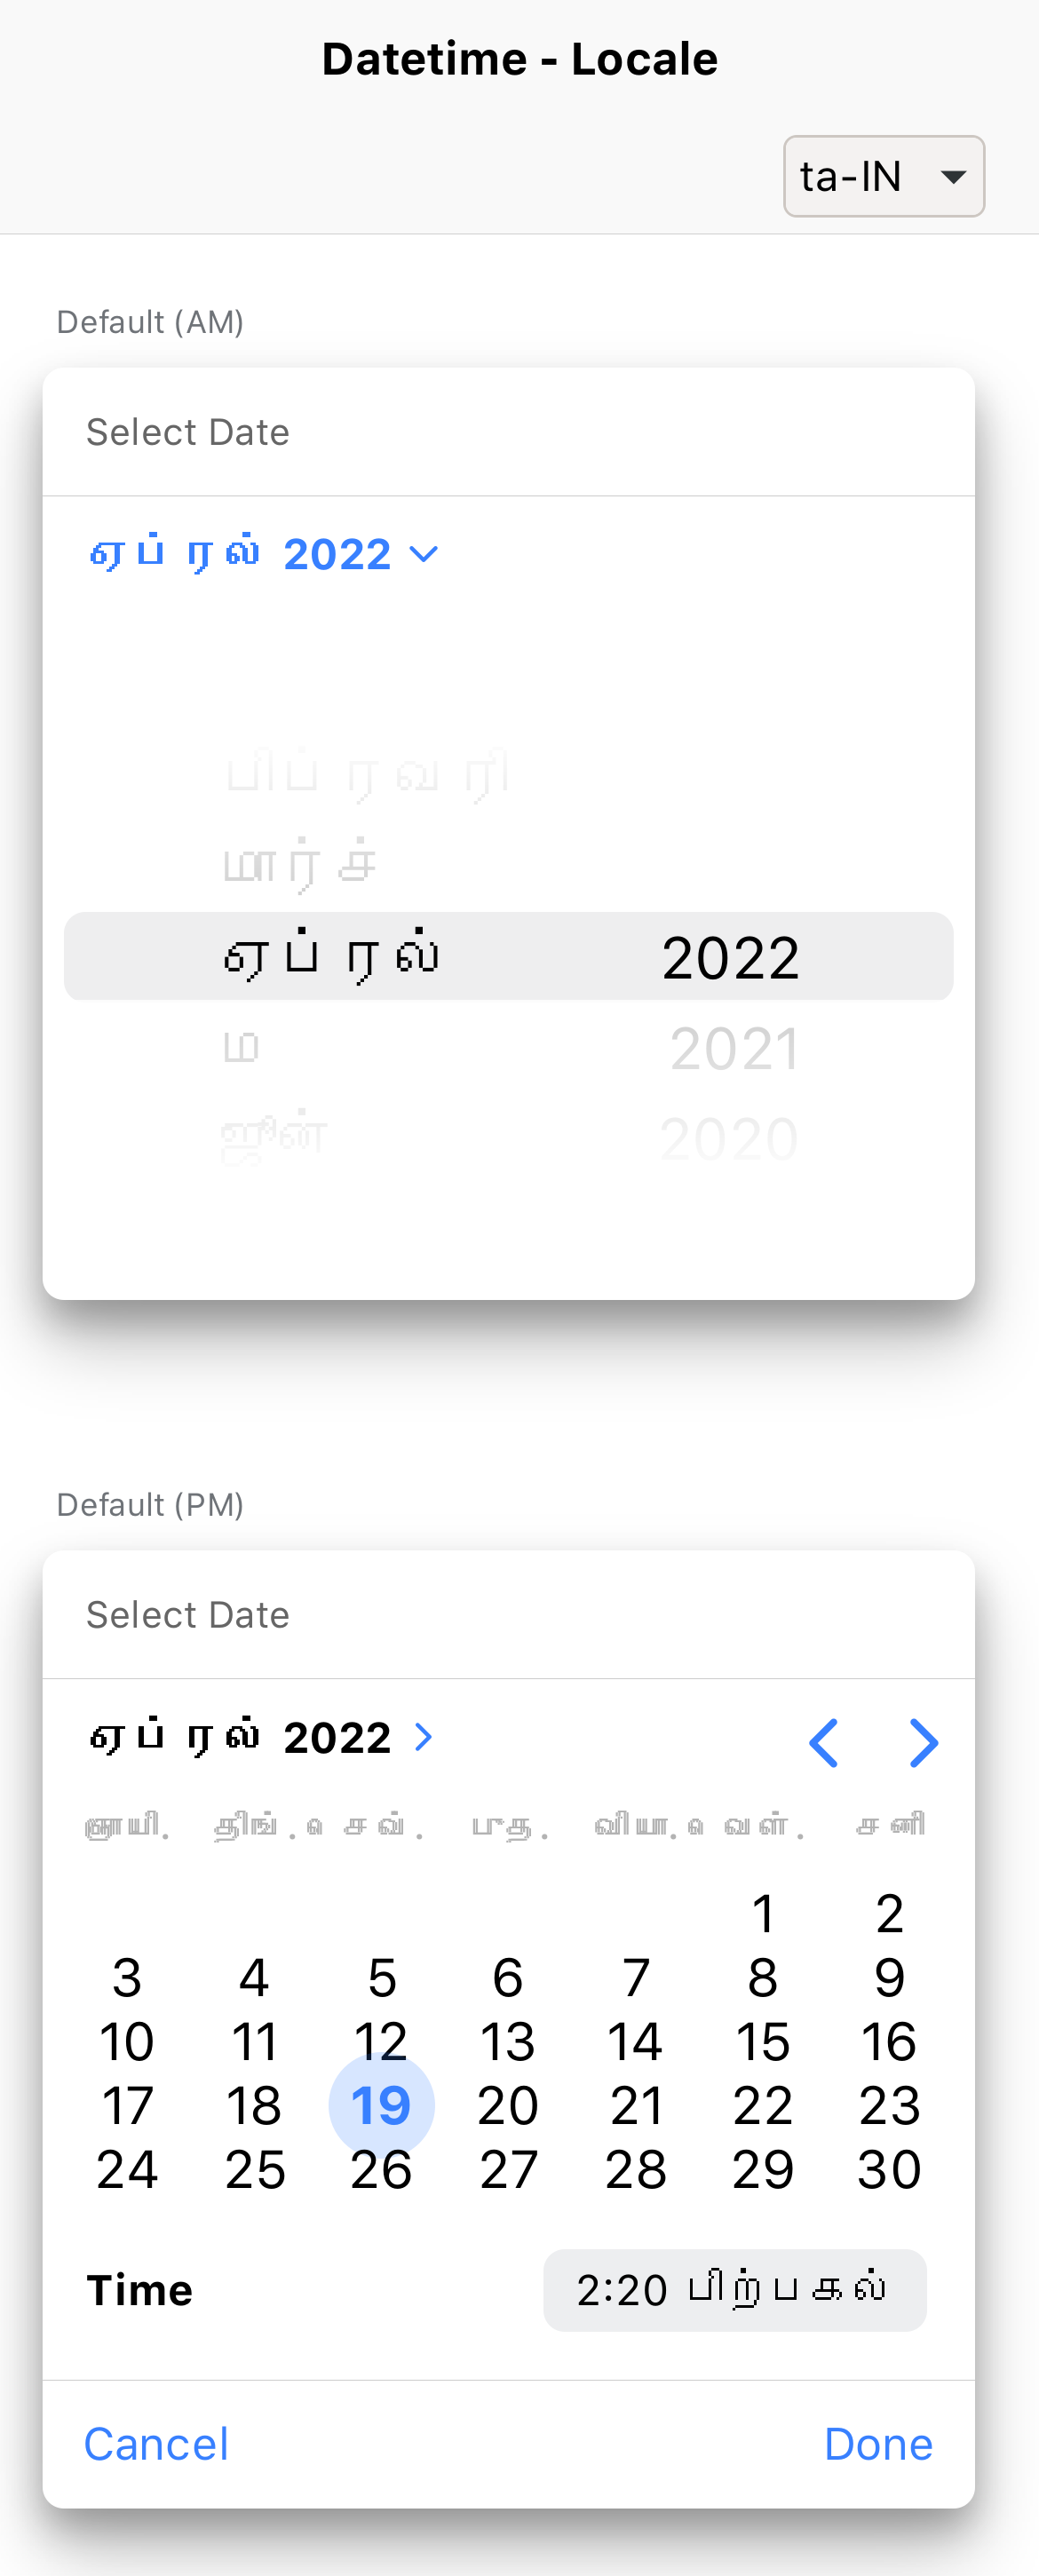 Datetime - Locale
ta-IN
Default (AM)
Select Date
ஏப்ரல் 2022
பிப்ரவரி
மார்ச்
ஏப்ரல் 2022
ம 2021
ஜூன் 2020
Default (PM)
Select Date
ஏப்ரல் 2022
ஞாயி. திங். செவ். புத. வியா. வெள். சனி
1 2
3 4 5 6 7 8 9
10 11 12 13 14 15 16
17 18 19 20 21 22 23
24 25 26 27 28 29 30
Time 2:20 பிற்பகல்
Cancel Done